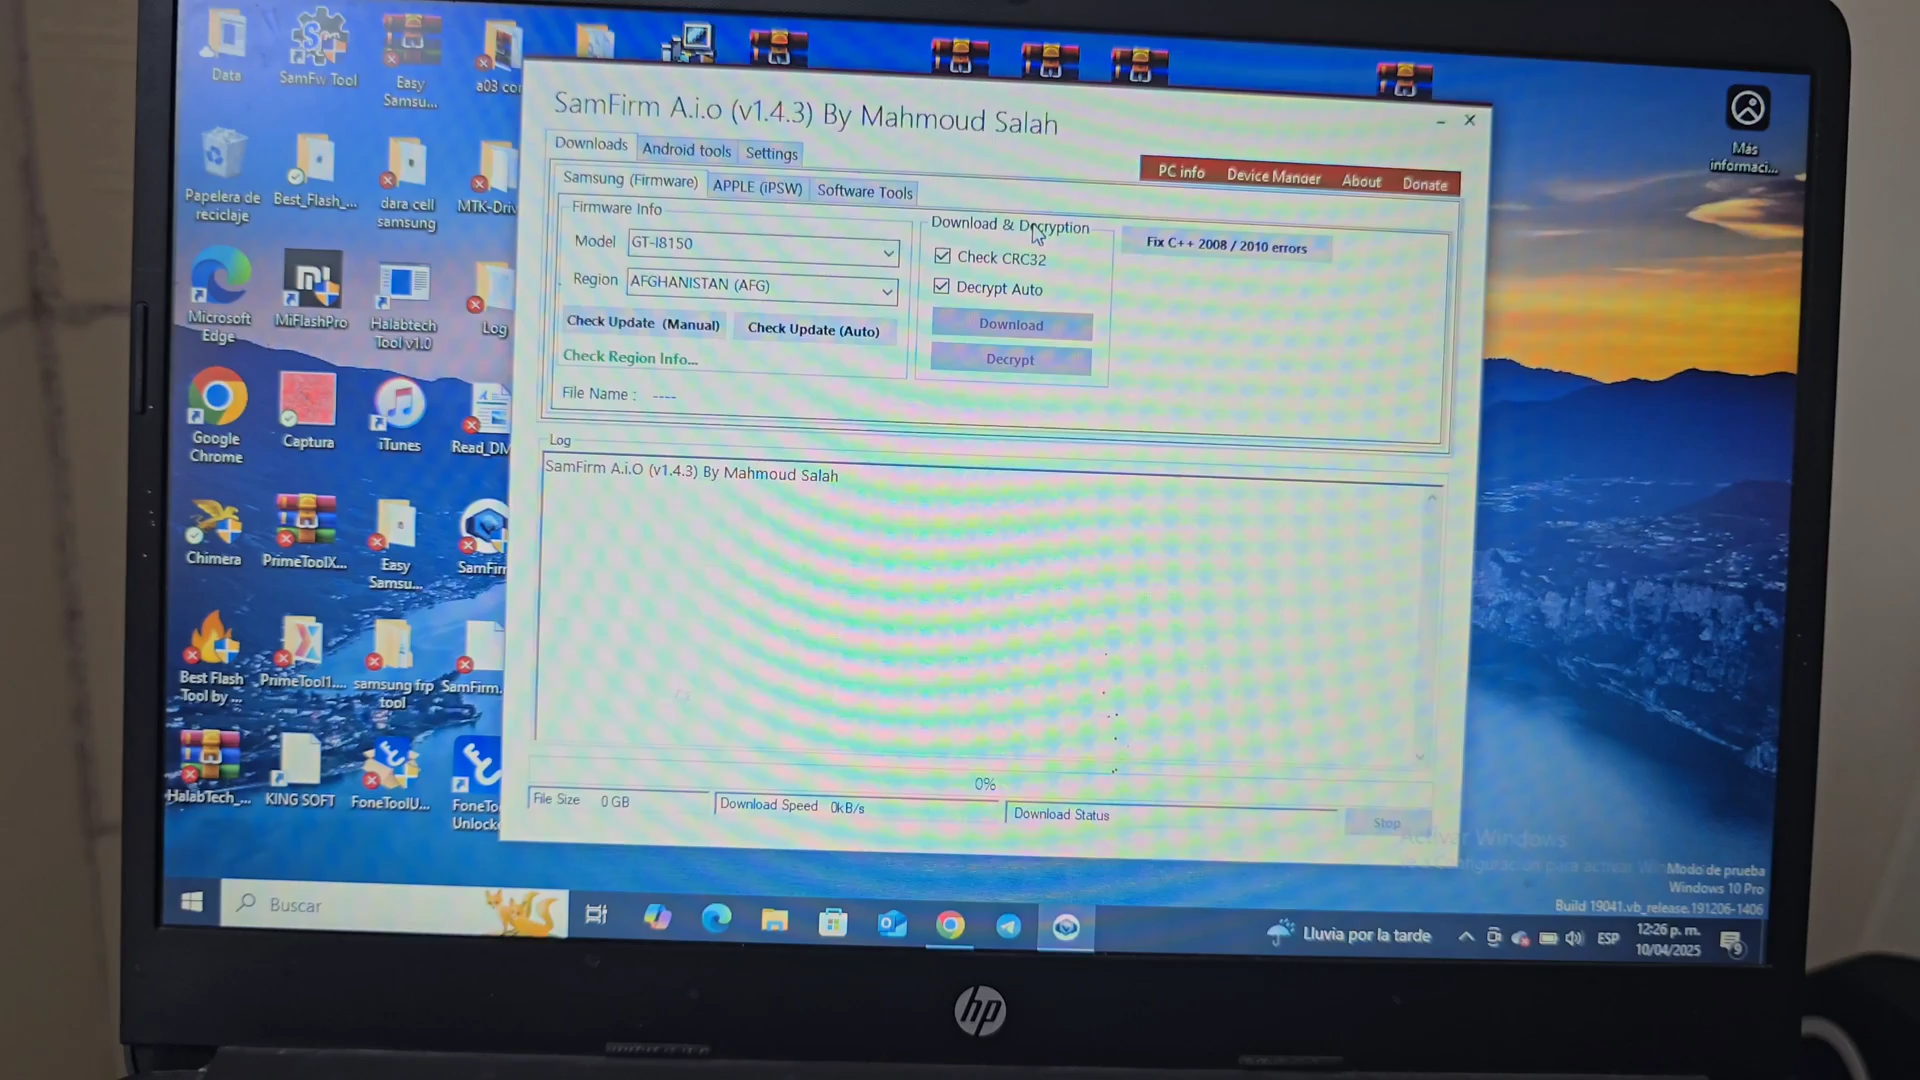 Data
SamFw Tool
Easy
Samsu...
a03 co
SamFirm A.i.o (v1.4.3) By Mahmoud Salah
Downloads
Android tools
Settings
PC info
Device Manger
About
Donate
Samsung (Firmware)
APPLE (iPSW)
Software Tools
Firmware Info
Model
GT-I8150
Region
AFGHANISTAN (AFG)
Check Update (Manual)
Check Update (Auto)
Check Region Info...
File Name : ----
Download & Decryption
Check CRC32
Decrypt Auto
Download
Decrypt
Fix C++ 2008 / 2010 errors
Log
SamFirm A.i.O (v1.4.3) By Mahmoud Salah
0%
File Size 0 GB
Download Speed 0kB/s
Download Status
Stop
Más
informaci...
Papelera de
reciclaje
Best_Flash_...
dara cell
samsung
MTK-Driv
Microsoft
Edge
MiFlashPro
Halabtech
Tool v1.0
Log
Google
Chrome
Captura
iTunes
Read_DM
Chimera
PrimeToolX...
Easy
Samsu...
SamFirm
Best Flash
Tool by ...
PrimeTool1....
samsung frp
tool
SamFirm.
HalabTech_...
KING SOFT
FoneToolU...
FoneTo
Unlock
Activar Windows
Modo de prueba
Windows 10 Pro
Build 19041.vb_release.191206-1406
Buscar
Lluvia por la tarde
ESP
12:26 p. m.
10/04/2025
9
hp